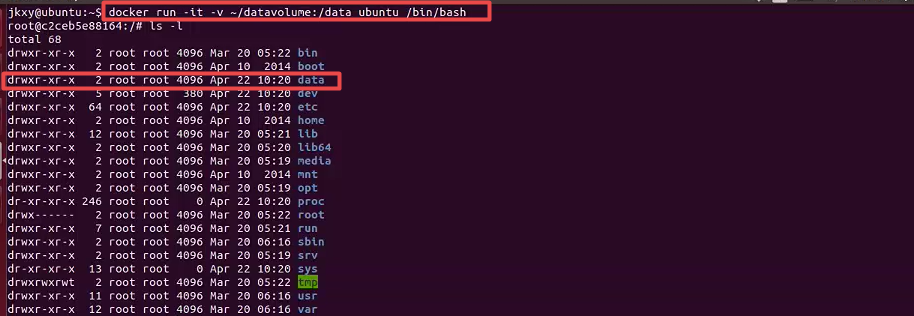 jkxy@ubuntu:~$ docker run -it -v ~/datavolume:/data ubuntu /bin/bash
root@c2ceb5e88164:/# ls -l
total 68
drwxr-xr-x   2 root root 4096 Mar 20 05:22 bin
drwxr-xr-x   2 root root 4096 Apr 10  2014 boot
drwxr-xr-x   2 root root 4096 Apr 22 10:20 data
drwxr-xr-x   5 root root  380 Apr 22 10:20 dev
drwxr-xr-x  64 root root 4096 Apr 22 10:20 etc
drwxr-xr-x   2 root root 4096 Apr 10  2014 home
drwxr-xr-x  12 root root 4096 Mar 20 05:21 lib
drwxr-xr-x   2 root root 4096 Mar 20 05:20 lib64
drwxr-xr-x   2 root root 4096 Mar 20 05:19 media
drwxr-xr-x   2 root root 4096 Apr 10  2014 mnt
drwxr-xr-x   2 root root 4096 Mar 20 05:19 opt
dr-xr-xr-x 246 root root    0 Apr 22 10:20 proc
drwx------   2 root root 4096 Mar 20 05:22 root
drwxr-xr-x   7 root root 4096 Mar 20 05:21 run
drwxr-xr-x   2 root root 4096 Mar 20 06:16 sbin
drwxr-xr-x   2 root root 4096 Mar 20 05:19 srv
dr-xr-xr-x  13 root root    0 Apr 22 10:20 sys
drwxrwxrwt   2 root root 4096 Mar 20 05:22 tmp
drwxr-xr-x  11 root root 4096 Mar 20 06:16 usr
drwxr-xr-x  12 root root 4096 Mar 20 06:16 var